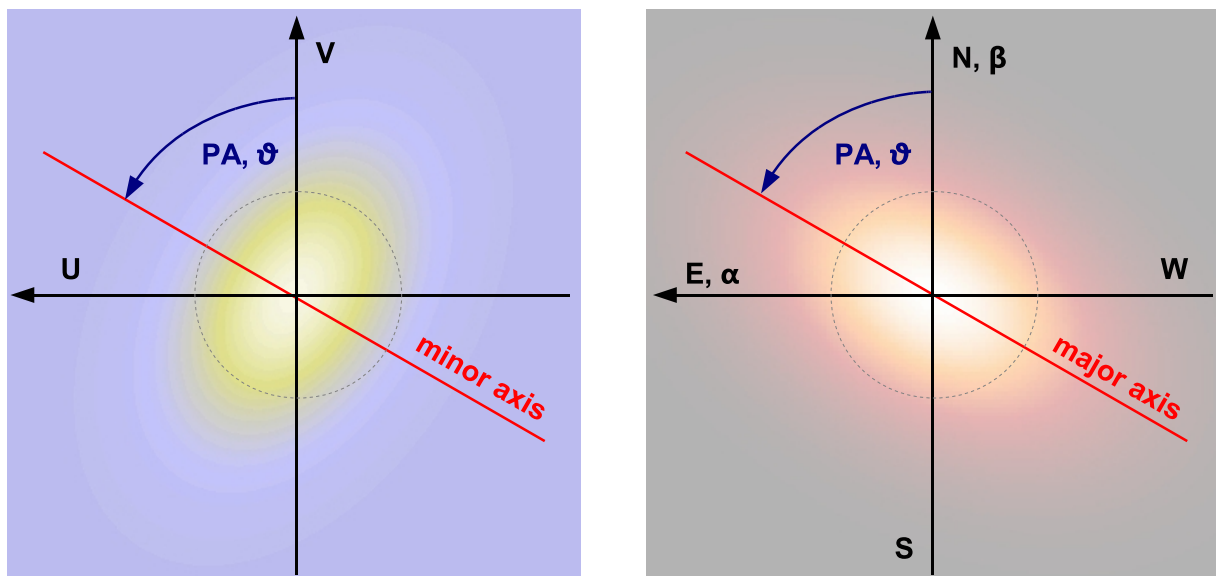 V
PA, ϑ
U
minor axis
N, β
PA, ϑ
E, α
W
major axis
S